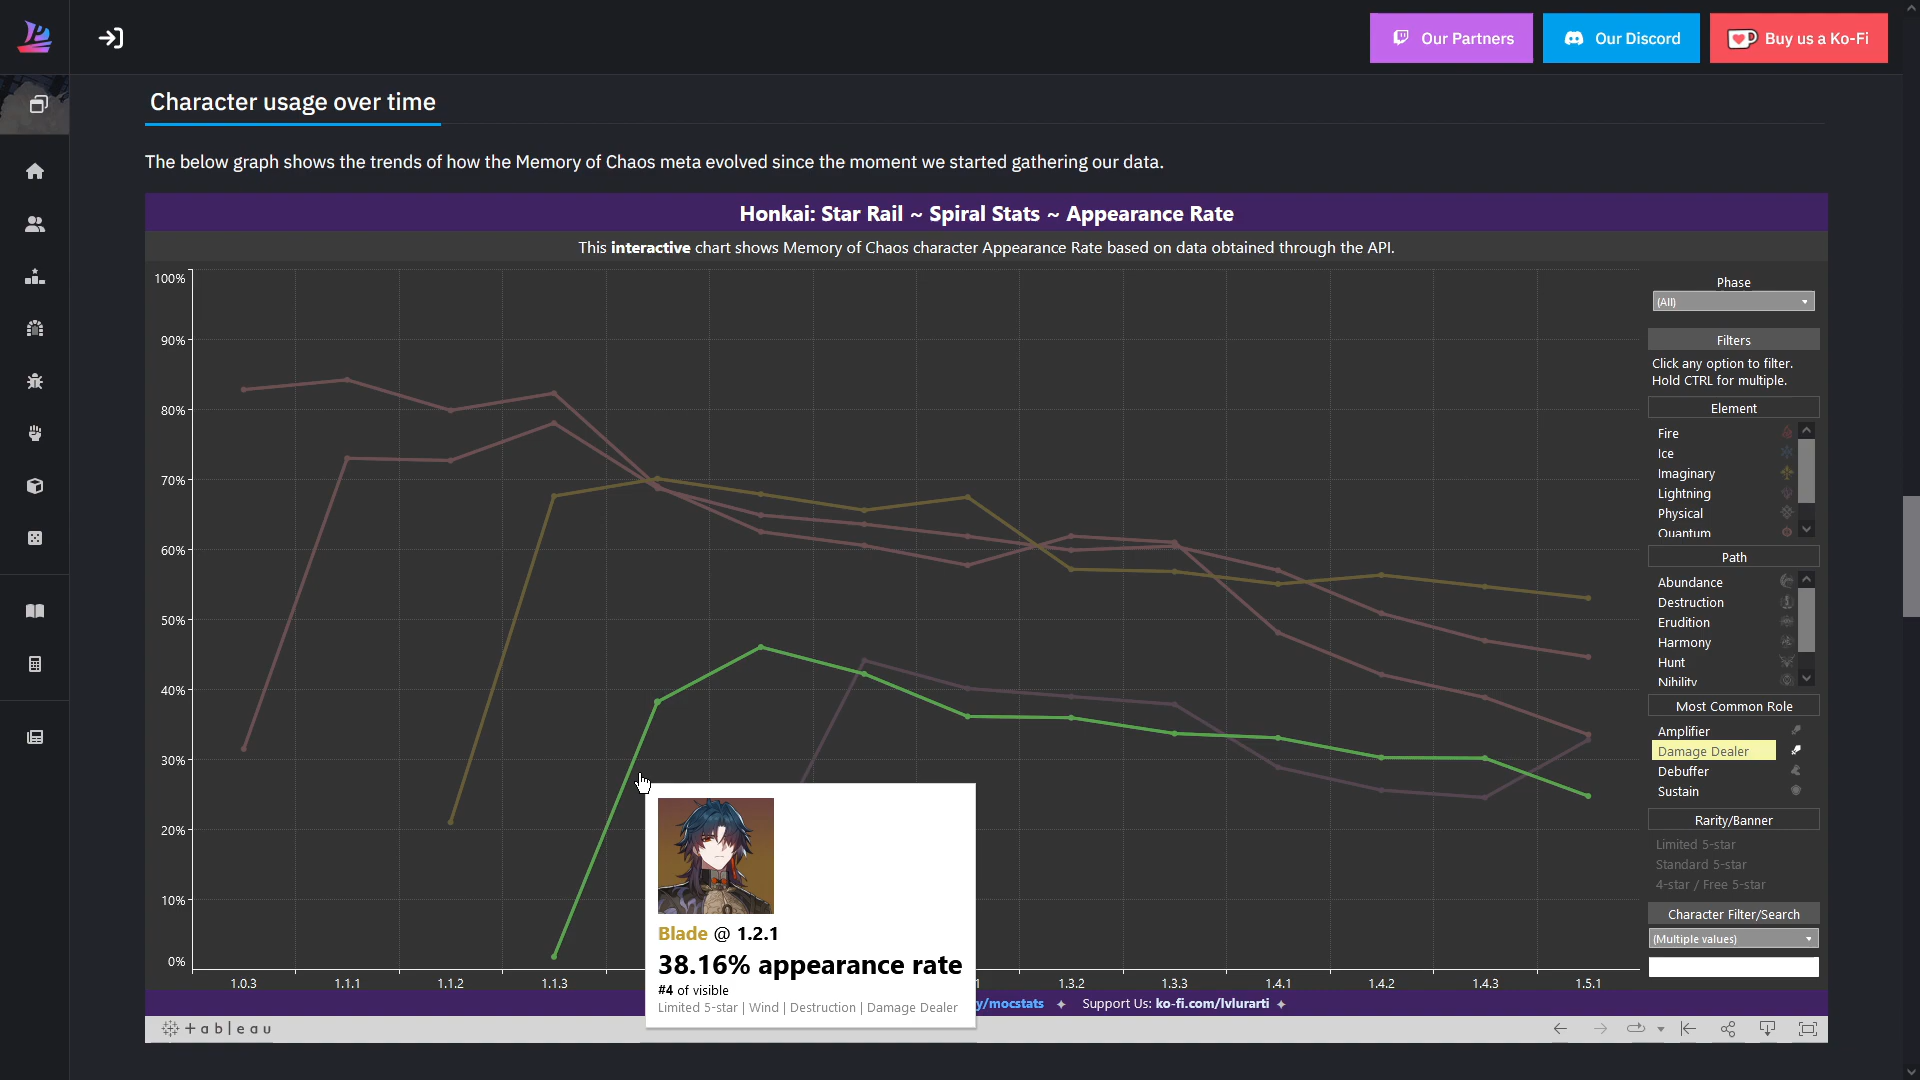 Our Partners
Our Discord
Buy us a Ko-Fi
Character usage over time
The below graph shows the trends of how the Memory of Chaos meta evolved since the moment we started gathering our data.
Honkai: Star Rail ~ Spiral Stats ~ Appearance Rate
This interactive chart shows Memory of Chaos character Appearance Rate based on data obtained through the API.
100%
90%
80%
70%
60%
50%
40%
30%
20%
10%
0%
1.0.3
1.1.1
1.1.2
1.1.3
1.3.2
1.3.3
1.4.1
1.4.2
1.4.3
1.5.1
Phase
(All)
Filters
Click any option to filter.
Hold CTRL for multiple.
Element
Fire
Ice
Imaginary
Lightning
Physical
Quantum
Path
Abundance
Destruction
Erudition
Harmony
Hunt
Nihility
Most Common Role
Amplifier
Damage Dealer
Debuffer
Sustain
Rarity/Banner
Limited 5-star
Standard 5-star
4-star / Free 5-star
Character Filter/Search
(Multiple values)
Blade @ 1.2.1
38.16% appearance rate
#4 of visible
Limited 5-star | Wind | Destruction | Damage Dealer
y/mocstats ✦ Support Us: ko-fi.com/lvlurarti ✦
+ a b | e a u